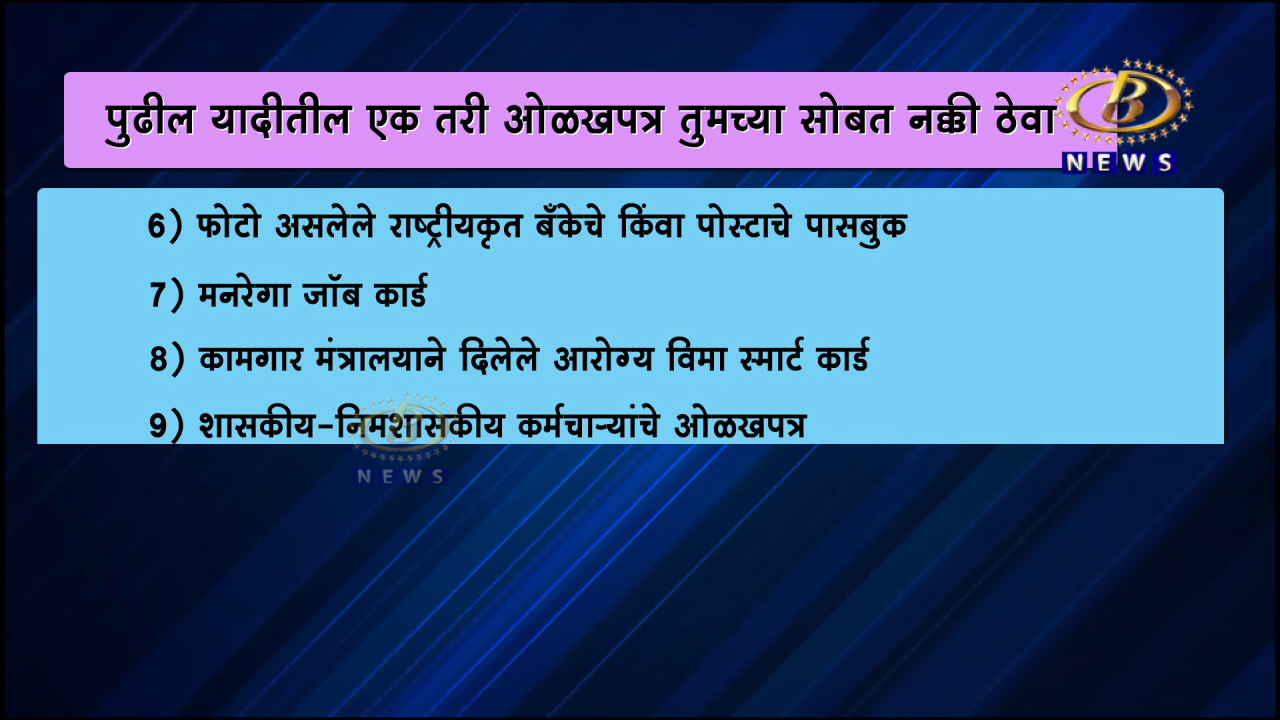 पुढील यादीतील एक तरी ओळखपत्र तुमच्या सोबत नक्की ठेवा
B
NEWS
6) फोटो असलेले राष्ट्रीयकृत बँकेचे किंवा पोस्टाचे पासबुक
7) मनरेगा जॉब कार्ड
8) कामगार मंत्रालयाने दिलेले आरोग्य विमा स्मार्ट कार्ड
9) शासकीय-निमशासकीय कर्मचाऱ्यांचे ओळखपत्र
B
NEWS